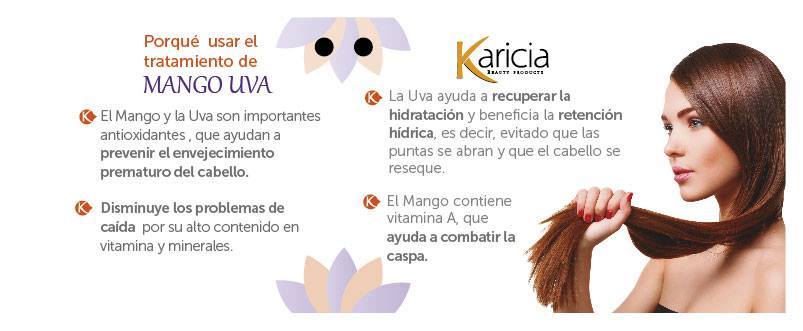 Porqué usar el
tratamiento de
MANGO UVA
El Mango y la Uva son importantes
antioxidantes , que ayudan a
prevenir el envejecimiento
prematuro del cabello.
Disminuye los problemas de
caída por su alto contenido en
vitamina y minerales.
Karicia
BEAUTY PRODUCTS
La Uva ayuda a recuperar la
hidratación y beneficia la retención
hídrica, es decir, evitado que las
puntas se abran y que el cabello se
reseque.
El Mango contiene
vitamina A, que
ayuda a combatir la
caspa.